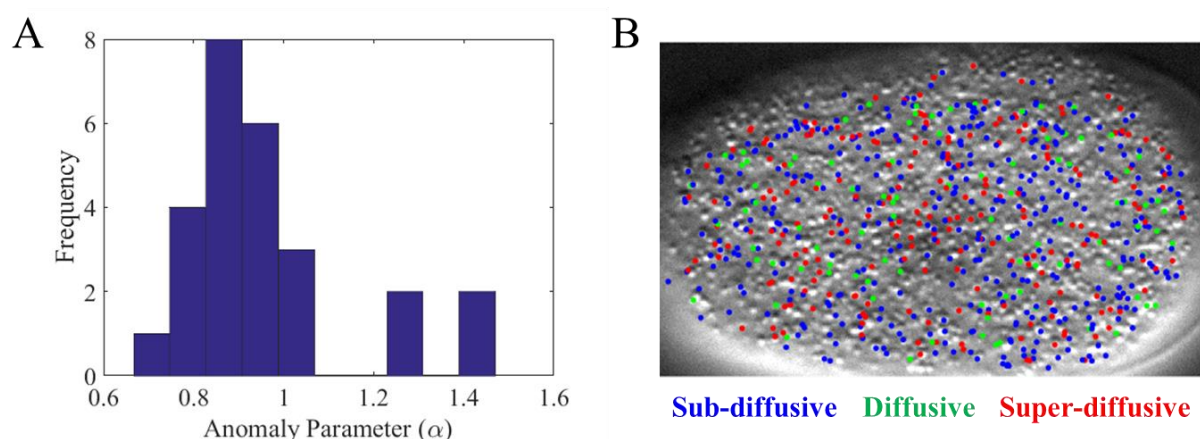 A
B
8
6
4
2
0
Frequency
0.6 0.8 1 1.2 1.4 1.6
Anomaly Parameter (α)
Sub-diffusive Diffusive Super-diffusive